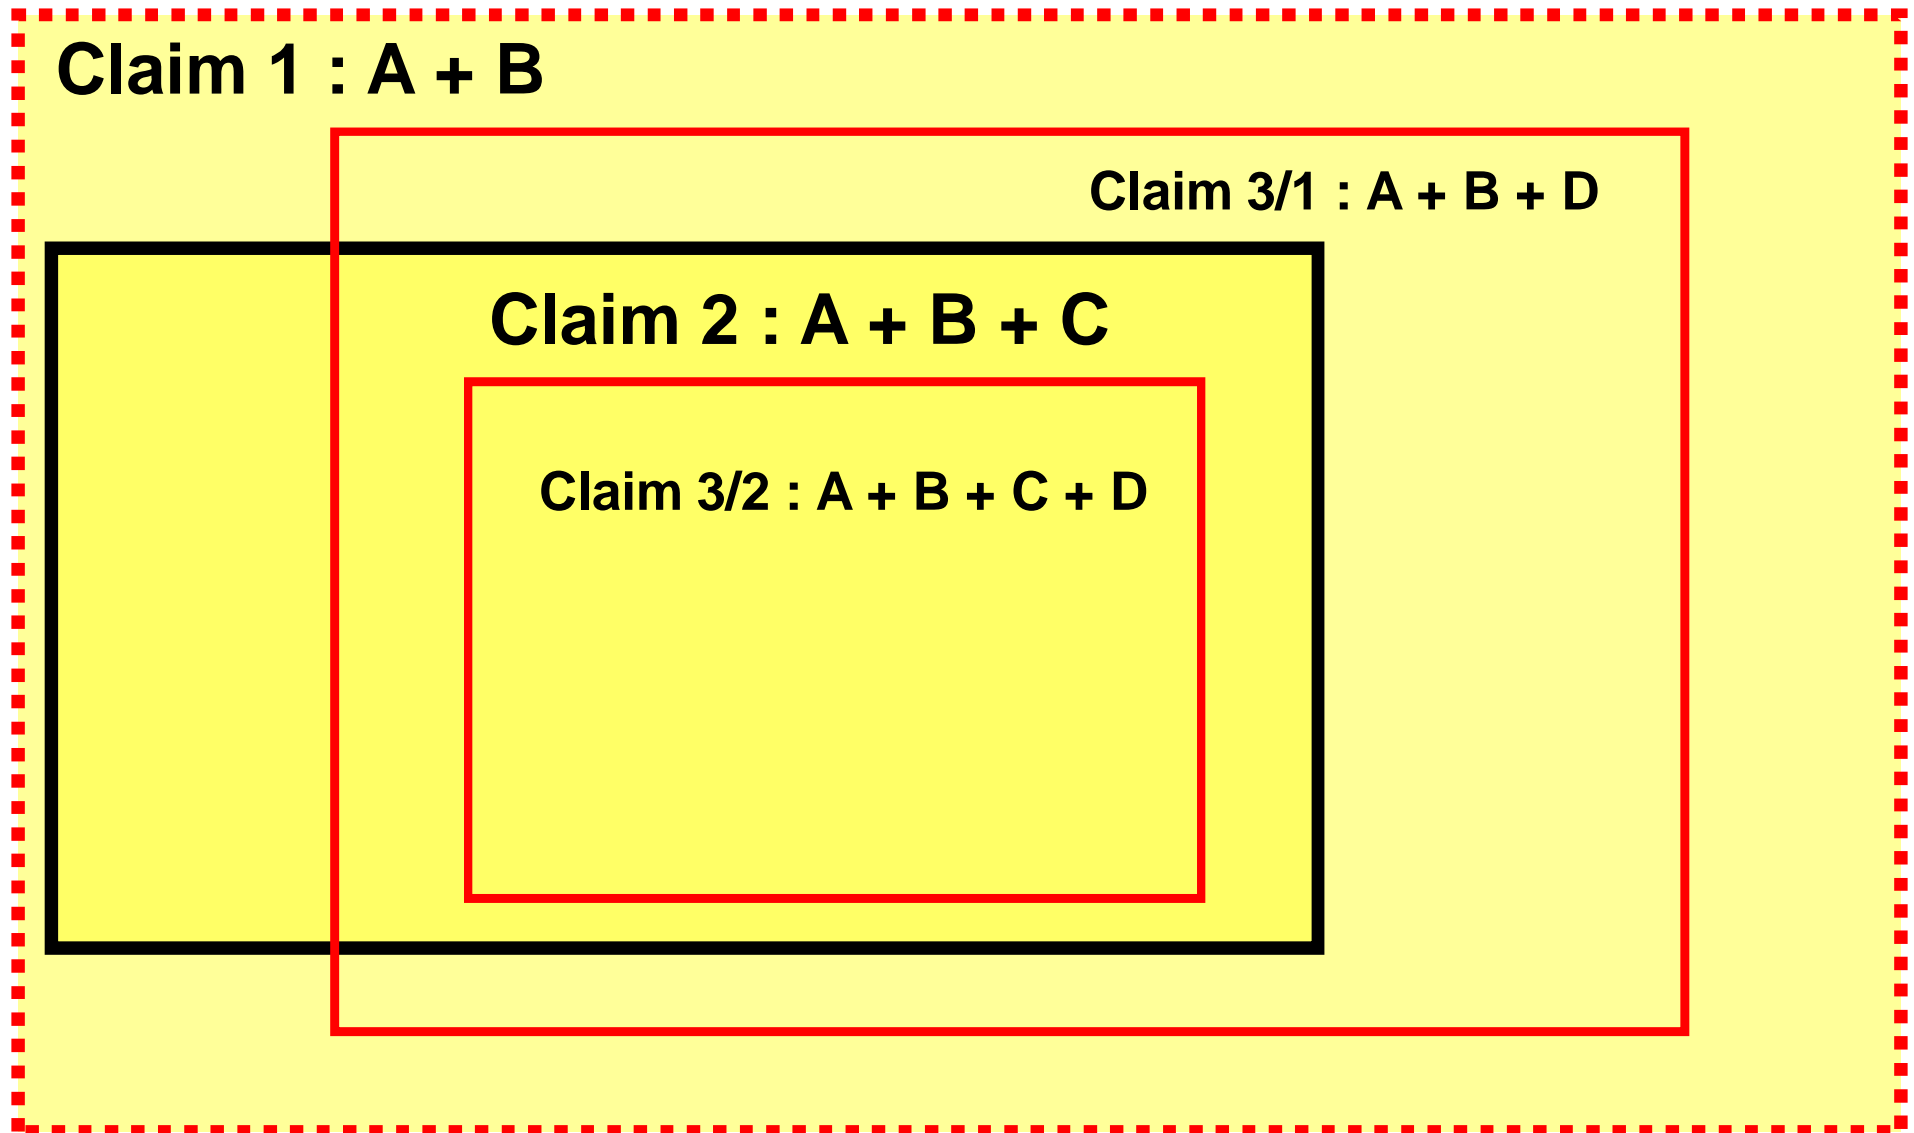 Claim 1 : A + B
Claim 3/1 : A + B + D
Claim 2 : A + B + C
Claim 3/2 : A + B + C + D